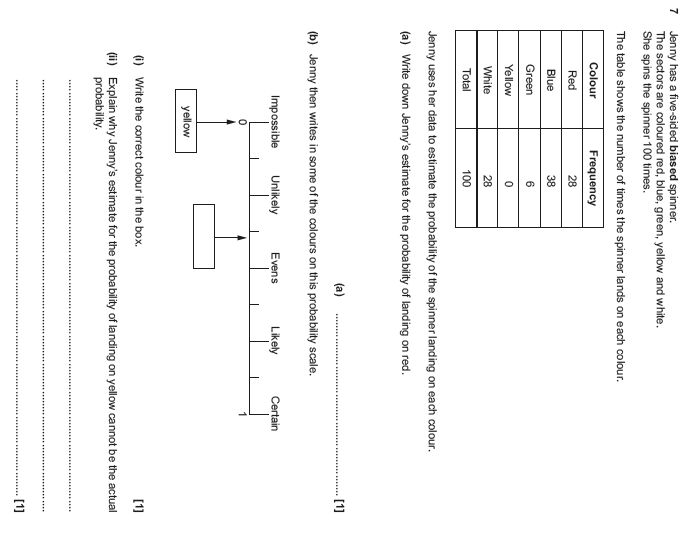 7 Jenny has a five-sided biased spinner.
The sectors are coloured red, blue, green, yellow and white.
She spins the spinner 100 times.
The table shows the number of times the spinner lands on each colour.
Colour Frequency
Red 28
Blue 38
Green 6
Yellow 0
White 28
Total 100
Jenny uses her data to estimate the probability of the spinner landing on each colour.
(a) Write down Jenny's estimate for the probability of landing on red.
(a) ........................................ [1]
(b) Jenny then writes in some of the colours on this probability scale.
Impossible Unlikely Evens Likely Certain
0 1
yellow
(i) Write the correct colour in the box. [1]
(ii) Explain why Jenny's estimate for the probability of landing on yellow cannot be the actual
probability.
[1]